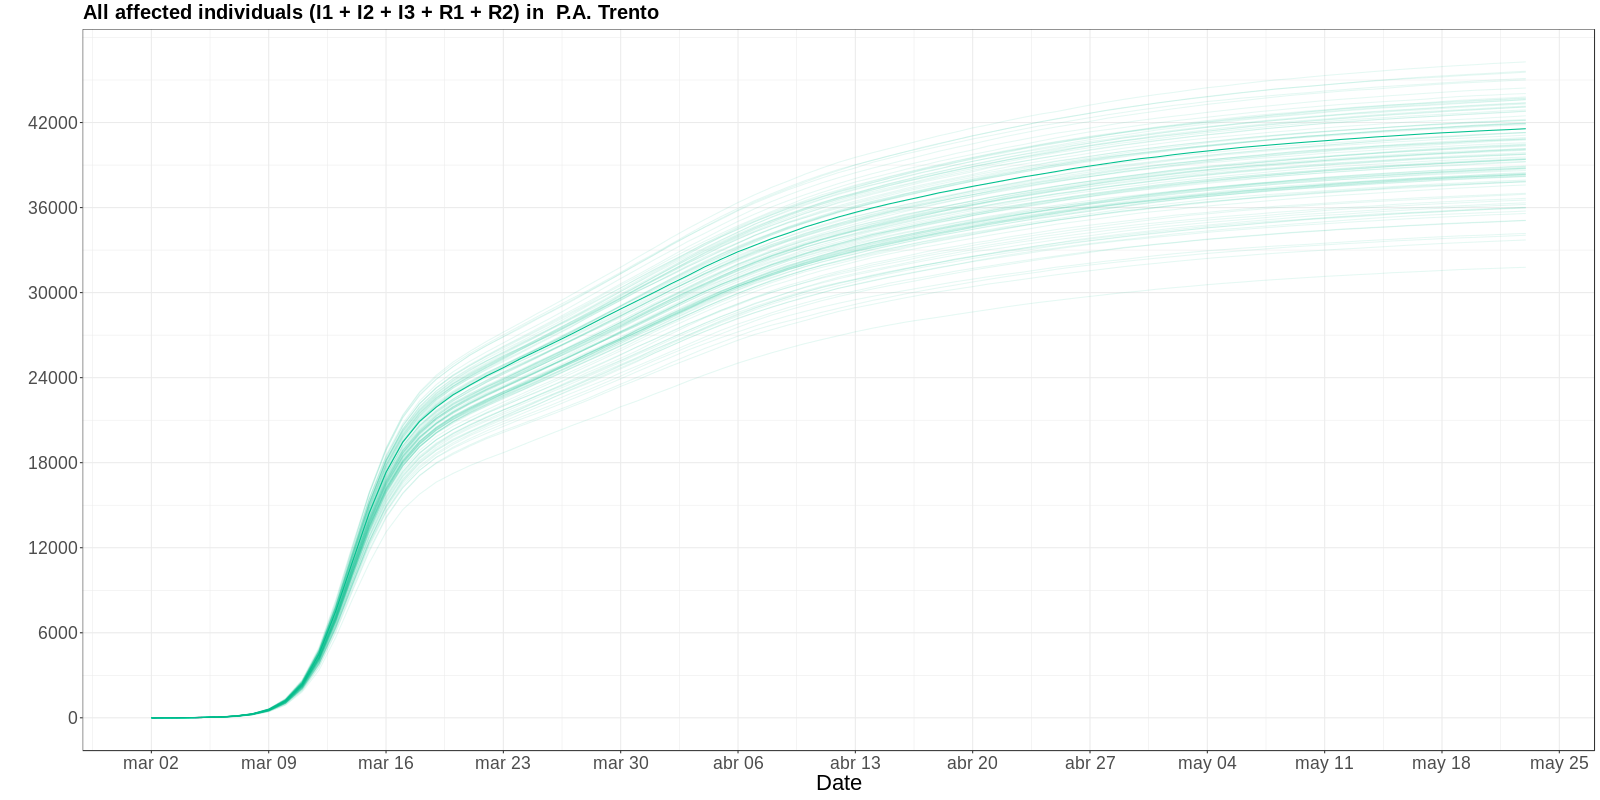 All affected individuals (I1 + I2 + I3 + R1 + R2) in  P.A. Trento
42000
36000
30000
24000
18000
12000
6000
0
mar 02 mar 09 mar 16 mar 23 mar 30 abr 06 abr 13 abr 20 abr 27 may 04 may 11 may 18 may 25
Date